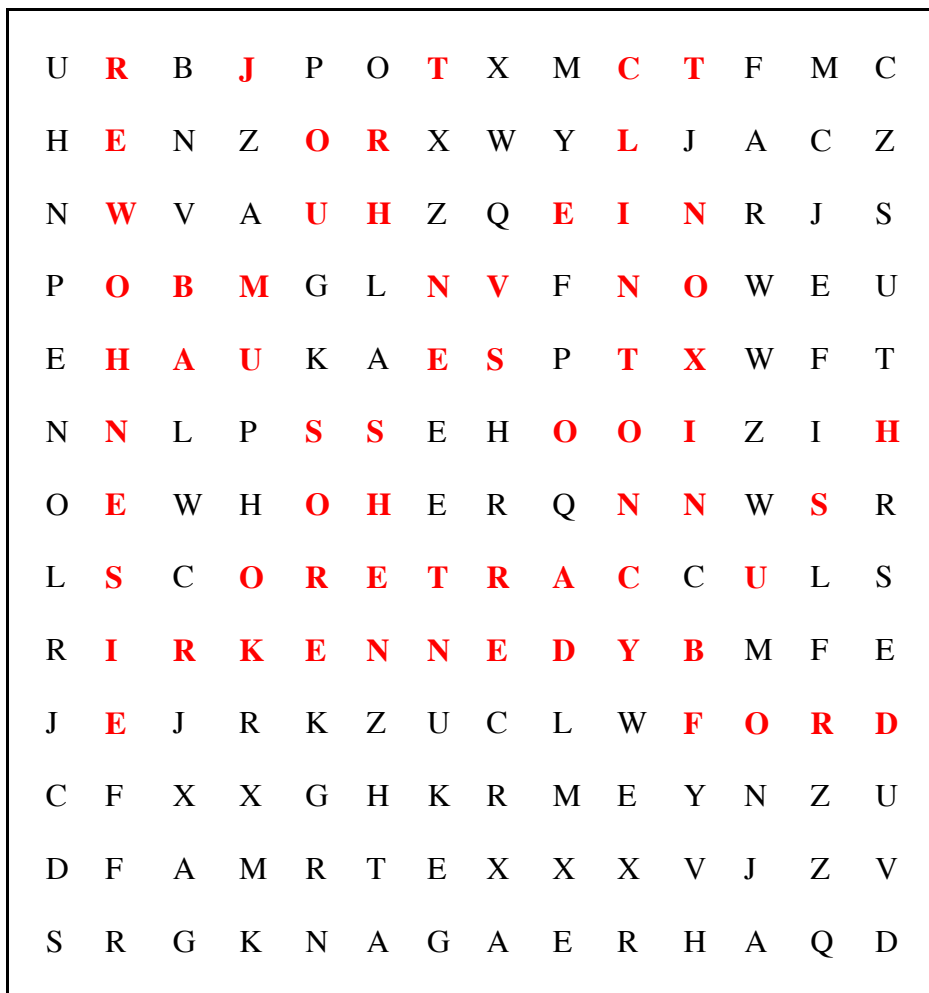 U R B J P O T X M C T F M C
H E N Z O R X W Y L J A C Z
N W V A U H Z Q E I N R J S
P O B M G L N V F N O W E U
E H A U K A E S P T X W F T
N N L P S S E H O O I Z I H
O E W H O H E R Q N N W S R
L S C O R E T R A C C U L S
R I R K E N N E D Y B M F E
J E J R K Z U C L W F O R D
C F X X G H K R M E Y N Z U
D F A M R T E X X X V J Z V
S R G K N A G A E R H A Q D